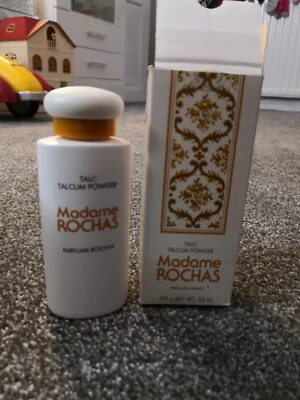 TALC
TALCUM POWDER
Madame
ROCHAS
PARFUMS ROCHAS
TALC
TALCUM POWDER
Madame
ROCHAS